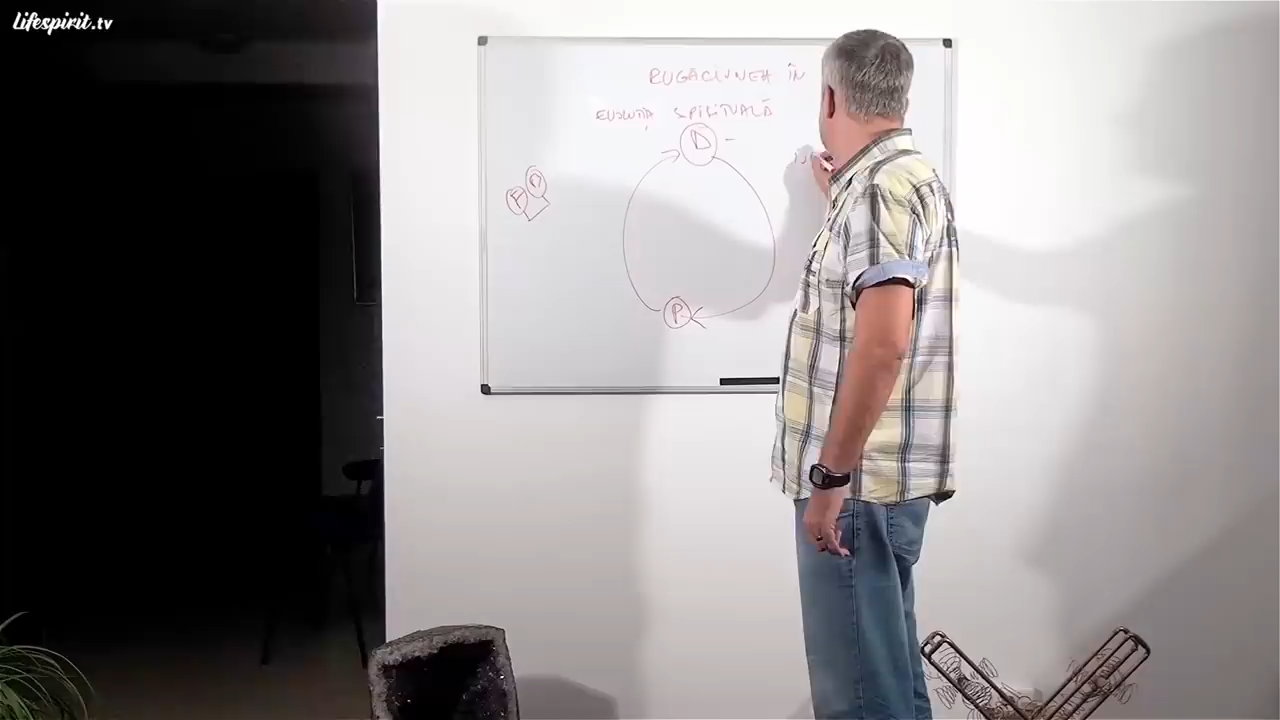 Lifespirit.tv
RUGĂCIUNEA ÎN
EVOLUȚIA SPIRITUALĂ
D -
F
P